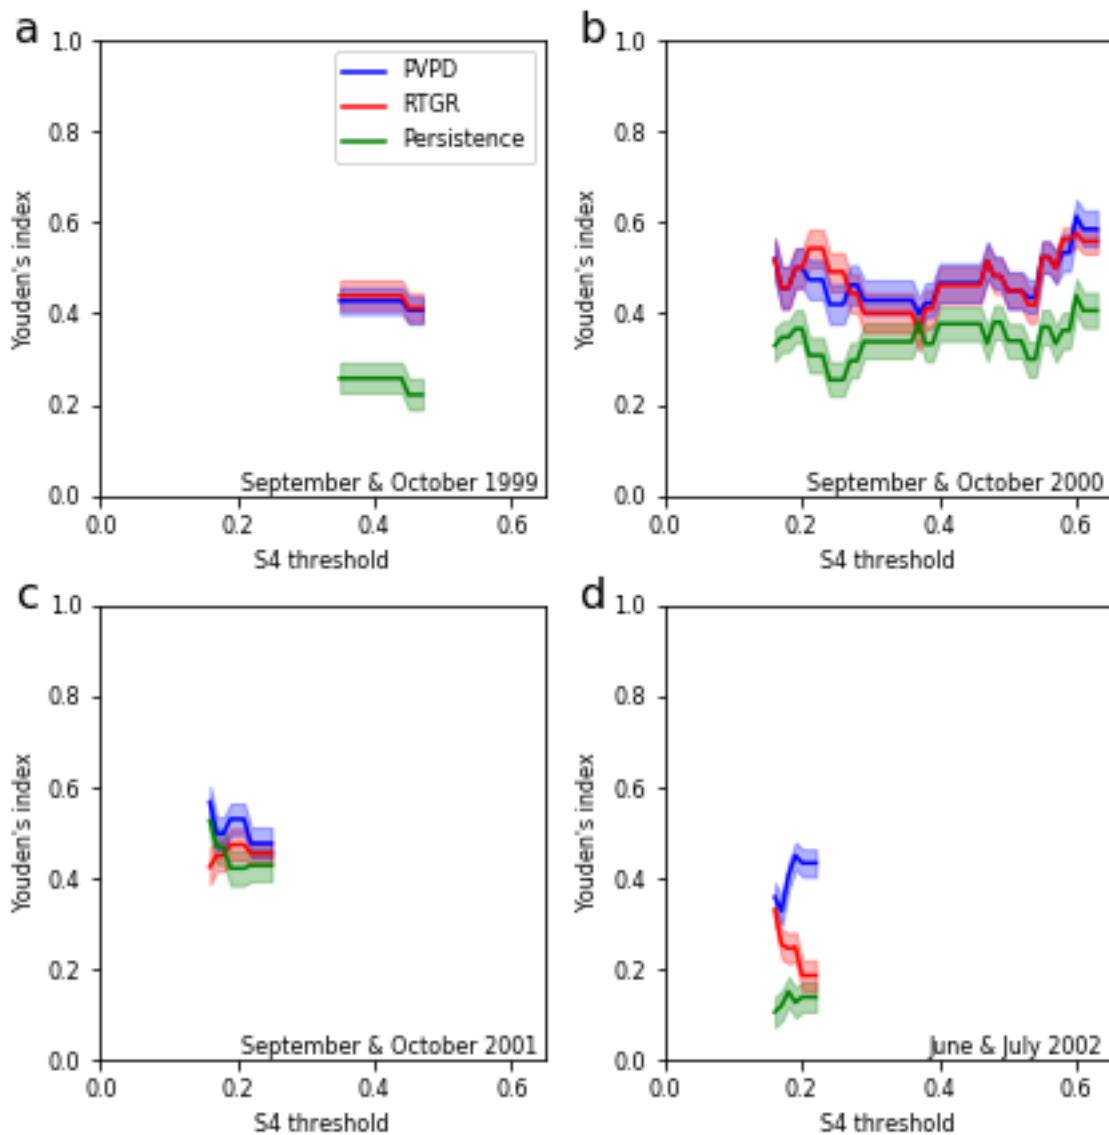 a
1.0
0.8
0.6
0.4
0.2
0.0
Youden's index
PVPD
RTGR
Persistence
September & October 1999
0.0 0.2 0.4 0.6
S4 threshold
b
1.0
0.8
0.6
0.4
0.2
0.0
Youden's index
September & October 2000
0.0 0.2 0.4 0.6
S4 threshold
c
1.0
0.8
0.6
0.4
0.2
0.0
Youden's index
September & October 2001
0.0 0.2 0.4 0.6
S4 threshold
d
1.0
0.8
0.6
0.4
0.2
0.0
Youden's index
June & July 2002
0.0 0.2 0.4 0.6
S4 threshold